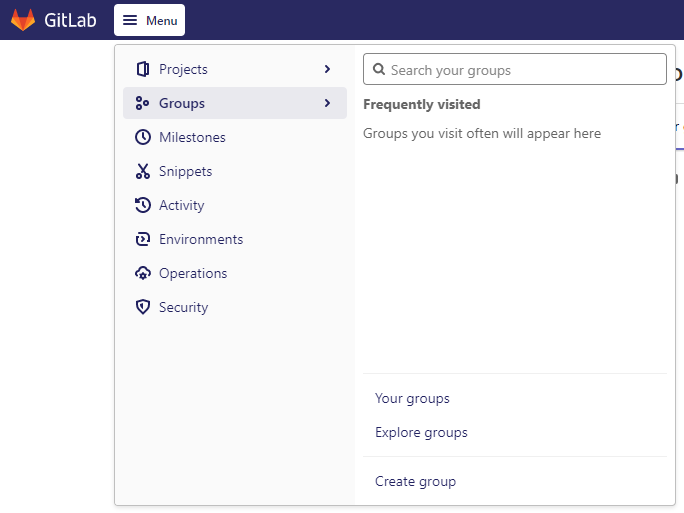 GitLab
Menu
Projects
Groups
Milestones
Snippets
Activity
Environments
Operations
Security
Search your groups
Frequently visited
Groups you visit often will appear here
Your groups
Explore groups
Create group